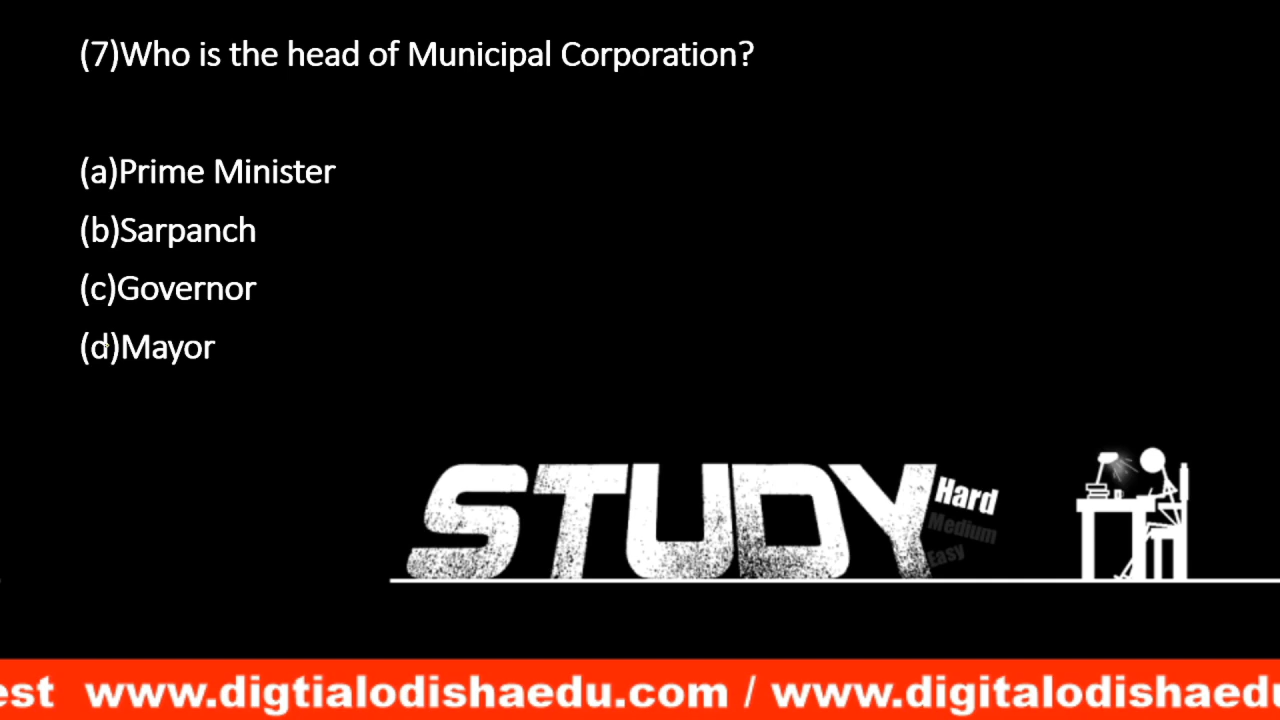 (7)Who is the head of Municipal Corporation?
(a)Prime Minister
(b)Sarpanch
(c)Governor
(d)Mayor
STUDY Hard
Medium
Easy
est www.digtialodishaedu.com / www.digitalodishaedu